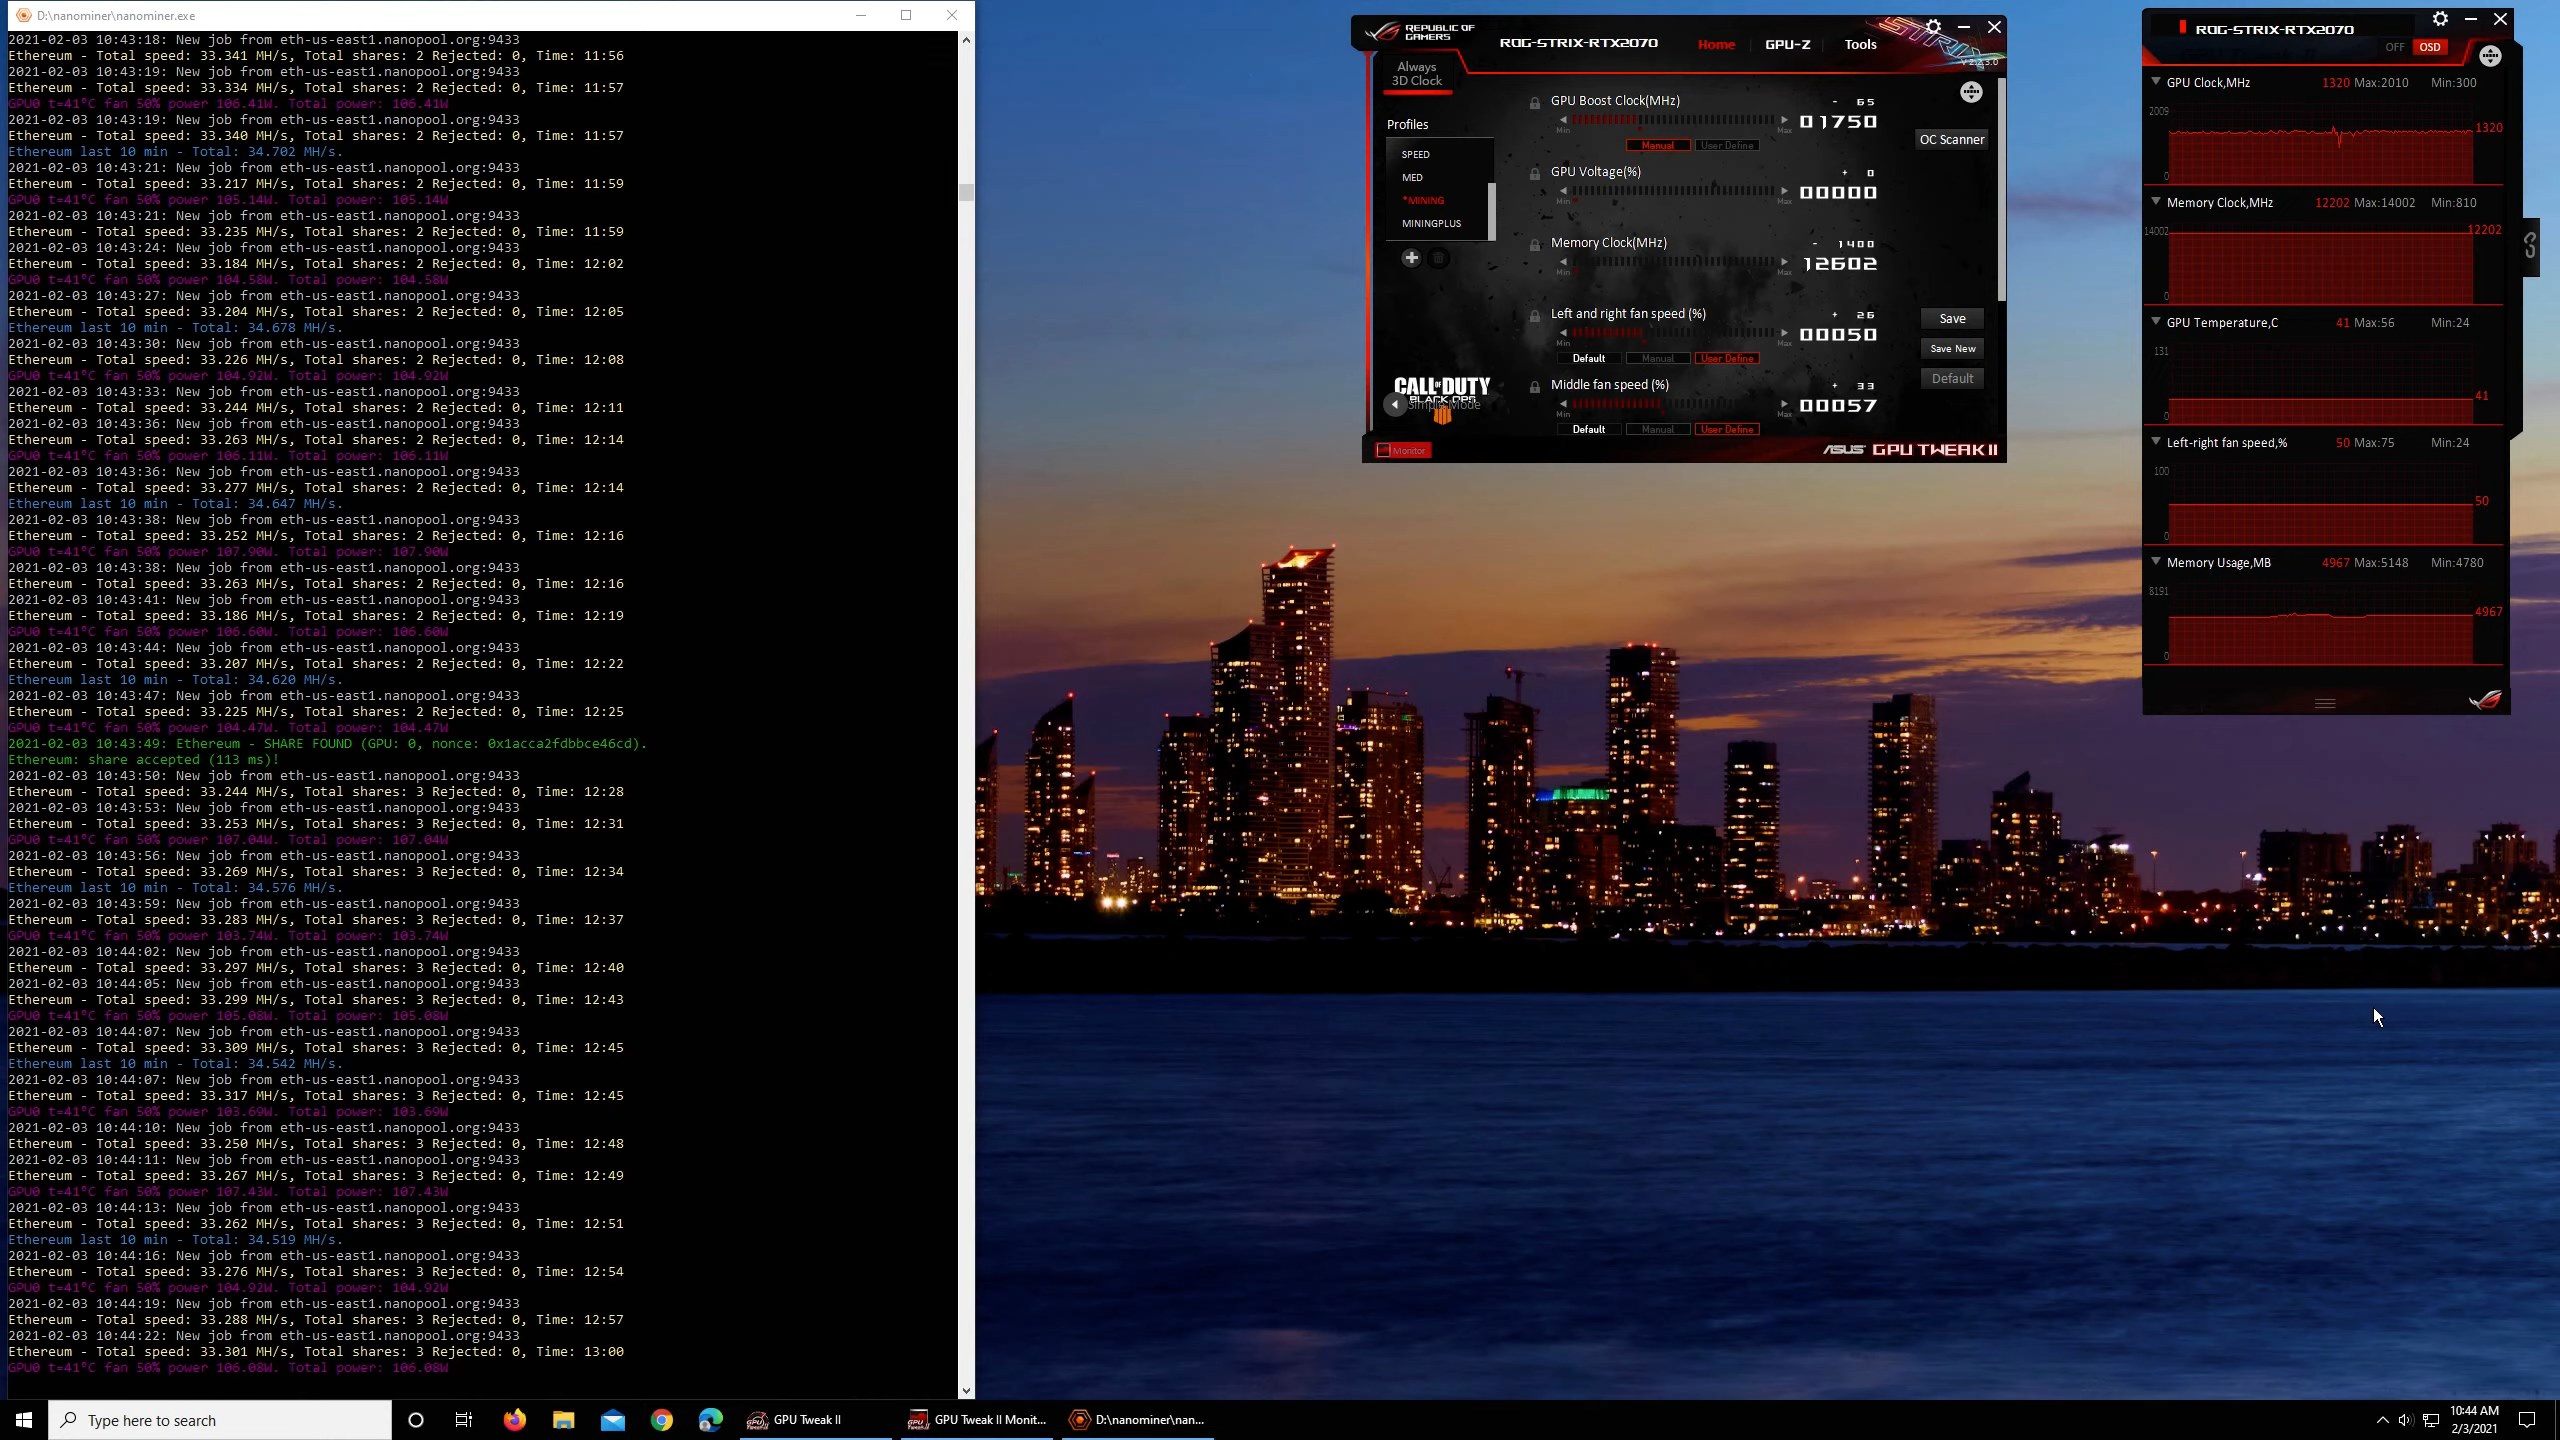 D:\nanominer\nanominer.exe
2021-02-03 10:43:18: New job from eth-us-east1.nanopool.org:9433
Ethereum - Total speed: 33.341 MH/s, Total shares: 2 Rejected: 0, Time: 11:56
2021-02-03 10:43:19: New job from eth-us-east1.nanopool.org:9433
Ethereum - Total speed: 33.334 MH/s, Total shares: 2 Rejected: 0, Time: 11:57
GPU0 t=41°C fan 50% power 106.41W. Total power: 106.41W
2021-02-03 10:43:19: New job from eth-us-east1.nanopool.org:9433
Ethereum - Total speed: 33.340 MH/s, Total shares: 2 Rejected: 0, Time: 11:57
Ethereum last 10 min - Total: 34.702 MH/s.
2021-02-03 10:43:21: New job from eth-us-east1.nanopool.org:9433
Ethereum - Total speed: 33.217 MH/s, Total shares: 2 Rejected: 0, Time: 11:59
GPU0 t=41°C fan 50% power 105.14W. Total power: 105.14W
2021-02-03 10:43:21: New job from eth-us-east1.nanopool.org:9433
Ethereum - Total speed: 33.235 MH/s, Total shares: 2 Rejected: 0, Time: 11:59
2021-02-03 10:43:24: New job from eth-us-east1.nanopool.org:9433
Ethereum - Total speed: 33.184 MH/s, Total shares: 2 Rejected: 0, Time: 12:02
GPU0 t=41°C fan 50% power 104.58W. Total power: 104.58W
2021-02-03 10:43:27: New job from eth-us-east1.nanopool.org:9433
Ethereum - Total speed: 33.204 MH/s, Total shares: 2 Rejected: 0, Time: 12:05
Ethereum last 10 min - Total: 34.678 MH/s.
2021-02-03 10:43:30: New job from eth-us-east1.nanopool.org:9433
Ethereum - Total speed: 33.226 MH/s, Total shares: 2 Rejected: 0, Time: 12:08
GPU0 t=41°C fan 50% power 104.92W. Total power: 104.92W
2021-02-03 10:43:33: New job from eth-us-east1.nanopool.org:9433
Ethereum - Total speed: 33.244 MH/s, Total shares: 2 Rejected: 0, Time: 12:11
2021-02-03 10:43:36: New job from eth-us-east1.nanopool.org:9433
Ethereum - Total speed: 33.263 MH/s, Total shares: 2 Rejected: 0, Time: 12:14
GPU0 t=41°C fan 50% power 106.11W. Total power: 106.11W
2021-02-03 10:43:36: New job from eth-us-east1.nanopool.org:9433
Ethereum - Total speed: 33.277 MH/s, Total shares: 2 Rejected: 0, Time: 12:14
Ethereum last 10 min - Total: 34.647 MH/s.
2021-02-03 10:43:38: New job from eth-us-east1.nanopool.org:9433
Ethereum - Total speed: 33.252 MH/s, Total shares: 2 Rejected: 0, Time: 12:16
GPU0 t=41°C fan 50% power 107.90W. Total power: 107.90W
2021-02-03 10:43:38: New job from eth-us-east1.nanopool.org:9433
Ethereum - Total speed: 33.263 MH/s, Total shares: 2 Rejected: 0, Time: 12:16
2021-02-03 10:43:41: New job from eth-us-east1.nanopool.org:9433
Ethereum - Total speed: 33.186 MH/s, Total shares: 2 Rejected: 0, Time: 12:19
GPU0 t=41°C fan 50% power 106.60W. Total power: 106.60W
2021-02-03 10:43:44: New job from eth-us-east1.nanopool.org:9433
Ethereum - Total speed: 33.207 MH/s, Total shares: 2 Rejected: 0, Time: 12:22
Ethereum last 10 min - Total: 34.620 MH/s.
2021-02-03 10:43:47: New job from eth-us-east1.nanopool.org:9433
Ethereum - Total speed: 33.225 MH/s, Total shares: 2 Rejected: 0, Time: 12:25
GPU0 t=41°C fan 50% power 104.47W. Total power: 104.47W
2021-02-03 10:43:49: Ethereum - SHARE FOUND (GPU: 0, nonce: 0x1acca2fdbbce46cd).
Ethereum: share accepted (113 ms)!
2021-02-03 10:43:50: New job from eth-us-east1.nanopool.org:9433
Ethereum - Total speed: 33.244 MH/s, Total shares: 3 Rejected: 0, Time: 12:28
2021-02-03 10:43:53: New job from eth-us-east1.nanopool.org:9433
Ethereum - Total speed: 33.253 MH/s, Total shares: 3 Rejected: 0, Time: 12:31
GPU0 t=41°C fan 50% power 107.04W. Total power: 107.04W
2021-02-03 10:43:56: New job from eth-us-east1.nanopool.org:9433
Ethereum - Total speed: 33.269 MH/s, Total shares: 3 Rejected: 0, Time: 12:34
Ethereum last 10 min - Total: 34.576 MH/s.
2021-02-03 10:43:59: New job from eth-us-east1.nanopool.org:9433
Ethereum - Total speed: 33.283 MH/s, Total shares: 3 Rejected: 0, Time: 12:37
GPU0 t=41°C fan 50% power 103.74W. Total power: 103.74W
2021-02-03 10:44:02: New job from eth-us-east1.nanopool.org:9433
Ethereum - Total speed: 33.297 MH/s, Total shares: 3 Rejected: 0, Time: 12:40
2021-02-03 10:44:05: New job from eth-us-east1.nanopool.org:9433
Ethereum - Total speed: 33.299 MH/s, Total shares: 3 Rejected: 0, Time: 12:43
GPU0 t=41°C fan 50% power 105.08W. Total power: 105.08W
2021-02-03 10:44:07: New job from eth-us-east1.nanopool.org:9433
Ethereum - Total speed: 33.309 MH/s, Total shares: 3 Rejected: 0, Time: 12:45
Ethereum last 10 min - Total: 34.542 MH/s.
2021-02-03 10:44:07: New job from eth-us-east1.nanopool.org:9433
Ethereum - Total speed: 33.317 MH/s, Total shares: 3 Rejected: 0, Time: 12:45
GPU0 t=41°C fan 50% power 103.69W. Total power: 103.69W
2021-02-03 10:44:10: New job from eth-us-east1.nanopool.org:9433
Ethereum - Total speed: 33.250 MH/s, Total shares: 3 Rejected: 0, Time: 12:48
2021-02-03 10:44:11: New job from eth-us-east1.nanopool.org:9433
Ethereum - Total speed: 33.267 MH/s, Total shares: 3 Rejected: 0, Time: 12:49
GPU0 t=41°C fan 50% power 107.43W. Total power: 107.43W
2021-02-03 10:44:13: New job from eth-us-east1.nanopool.org:9433
Ethereum - Total speed: 33.262 MH/s, Total shares: 3 Rejected: 0, Time: 12:51
Ethereum last 10 min - Total: 34.519 MH/s.
2021-02-03 10:44:16: New job from eth-us-east1.nanopool.org:9433
Ethereum - Total speed: 33.276 MH/s, Total shares: 3 Rejected: 0, Time: 12:54
GPU0 t=41°C fan 50% power 104.92W. Total power: 104.92W
2021-02-03 10:44:19: New job from eth-us-east1.nanopool.org:9433
Ethereum - Total speed: 33.288 MH/s, Total shares: 3 Rejected: 0, Time: 12:57
2021-02-03 10:44:22: New job from eth-us-east1.nanopool.org:9433
Ethereum - Total speed: 33.301 MH/s, Total shares: 3 Rejected: 0, Time: 13:00
GPU0 t=41°C fan 50% power 106.08W. Total power: 106.08W
REPUBLIC OF
GAMERS
ROG-STRIX-RTX2070
Home
GPU-Z
Tools
STRIX
V 2.2.3.0
Always
3D Clock
Profiles
SPEED
MED
*MINING
MININGPLUS
CALL OF DUTY
BLACK OPS
Simple Mode
Monitor
GPU Boost Clock(MHz) - 65
Min Max 01750
Manual User Define
GPU Voltage(%) + 0
Min Max 00000
Memory Clock(MHz) - 1400
Min Max 12602
Left and right fan speed (%) + 26
Min Max 00050
Default Manual User Define
Middle fan speed (%) + 33
Min Max 00057
Default Manual User Define
OC Scanner
Save
Save New
Default
ASUS GPU TWEAK II
ROG-STRIX-RTX2070
OFF OSD
GPU Clock,MHz 1320 Max:2010 Min:300
2009
1320
0
Memory Clock,MHz 12202 Max:14002 Min:810
14002
12202
0
GPU Temperature,C 41 Max:56 Min:24
131
41
0
Left-right fan speed,% 50 Max:75 Min:24
100
50
0
Memory Usage,MB 4967 Max:5148 Min:4780
8191
4967
0
Type here to search
GPU Tweak II
GPU Tweak II Monit...
D:\nanominer\nan...
10:44 AM
2/3/2021